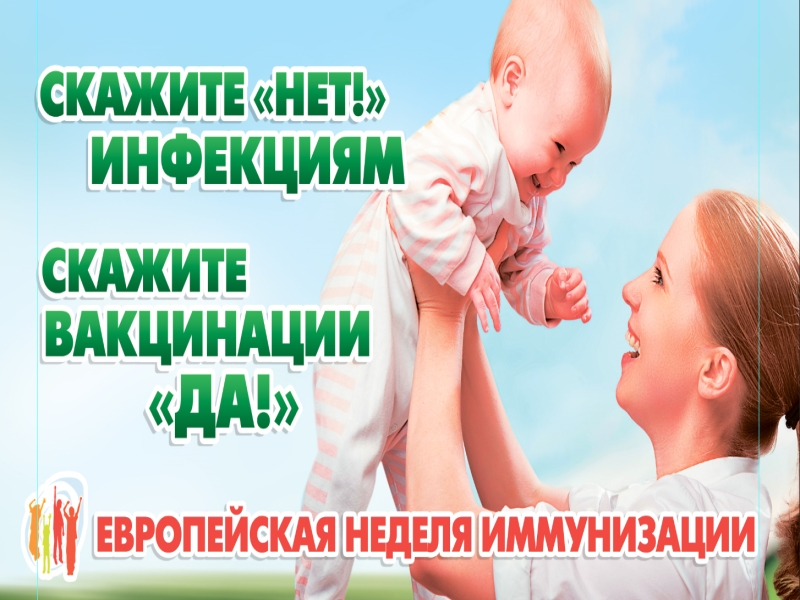 СКАЖИТЕ «НЕТ!»
ИНФЕКЦИЯМ
СКАЖИТЕ
ВАКЦИНАЦИИ
«ДА!»
ЕВРОПЕЙСКАЯ НЕДЕЛЯ ИММУНИЗАЦИИ